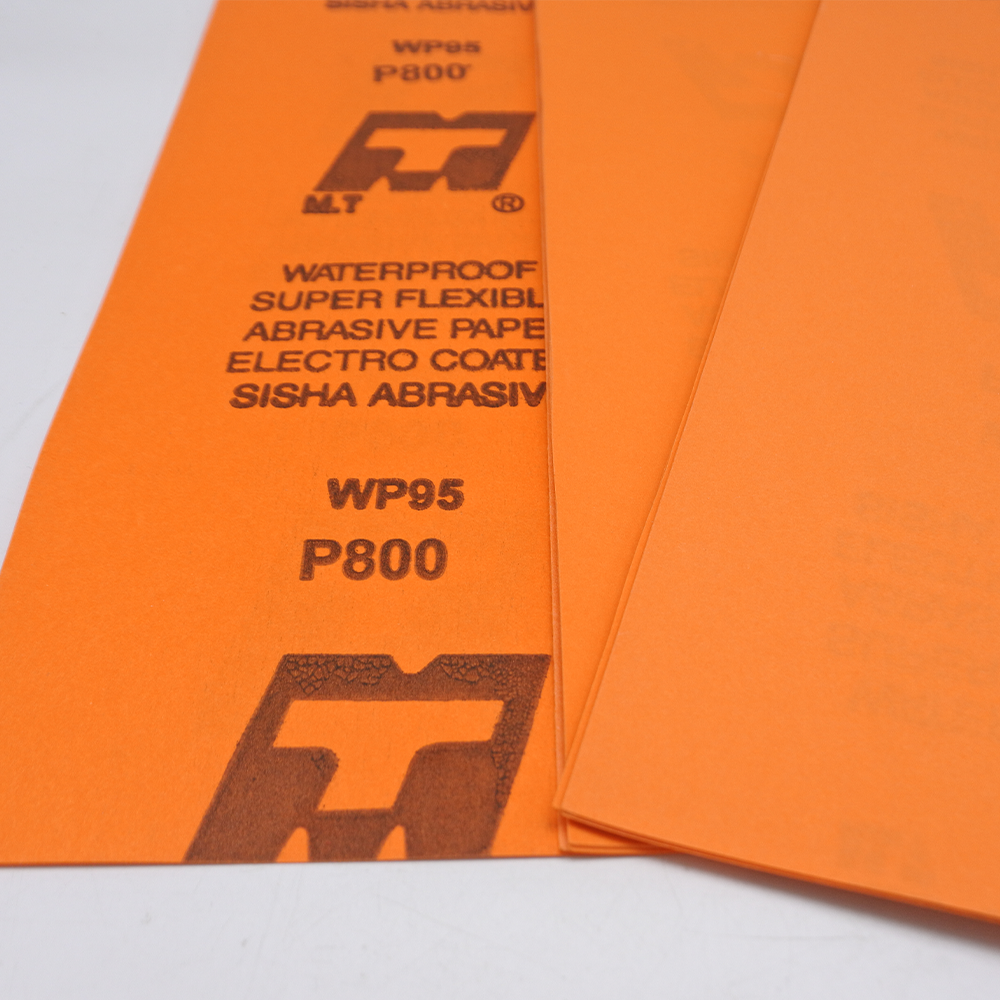 SISHA ABRASIV
WP95
P800
M.T
®
WATERPROOF
SUPER FLEXIBL
ABRASIVE PAPE
ELECTRO COATE
SISHA ABRASIV
WP95
P800